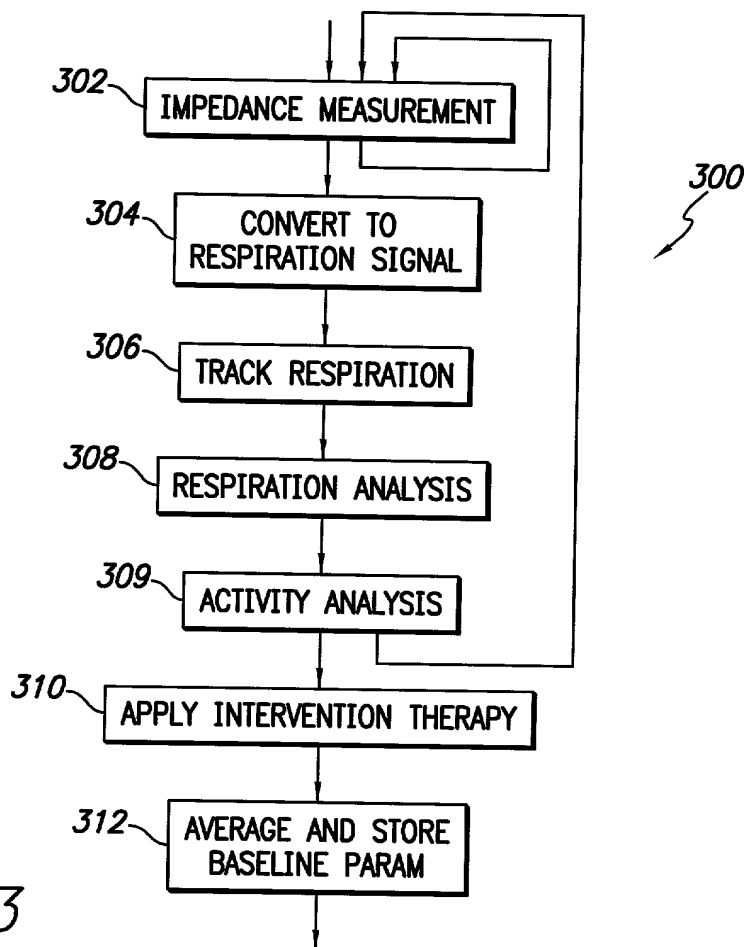 302
IMPEDANCE MEASUREMENT
300
304
CONVERT TO
RESPIRATION SIGNAL
306
TRACK RESPIRATION
308
RESPIRATION ANALYSIS
309
ACTIVITY ANALYSIS
310
APPLY INTERVENTION THERAPY
312
AVERAGE AND STORE
BASELINE PARAM
3